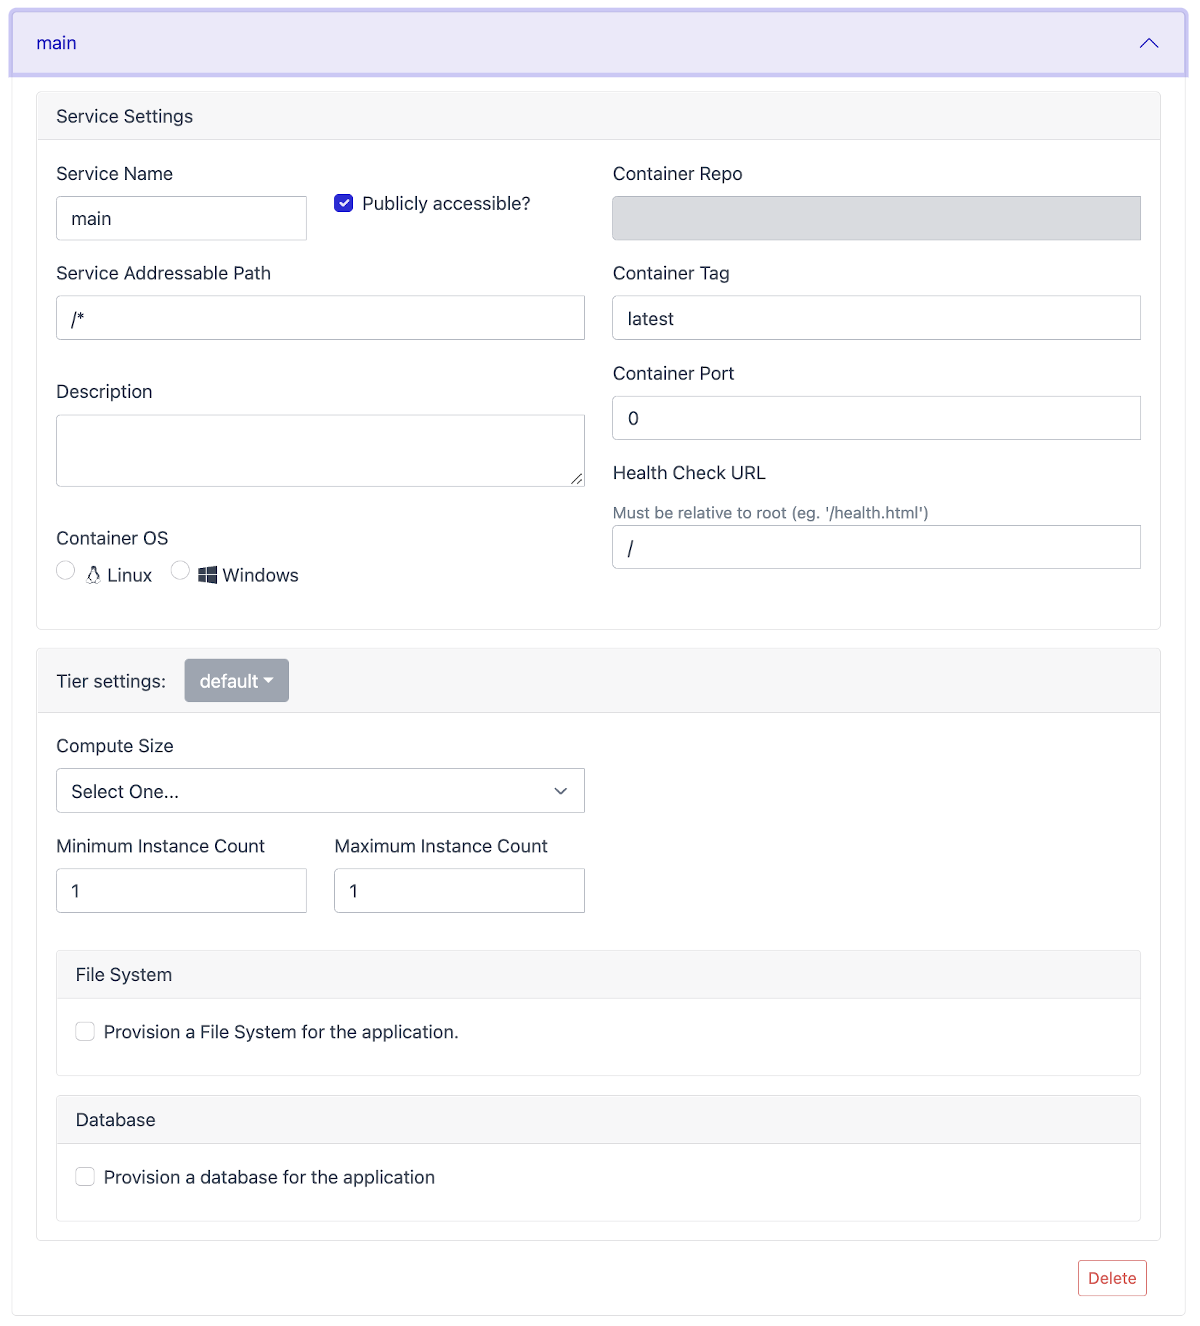 main
Service Settings
Service Name
main
Publicly accessible?
Service Addressable Path
/*
Description
Container OS
Linux
Windows
Container Repo
Container Tag
latest
Container Port
0
Health Check URL
Must be relative to root (eg. '/health.html')
/
Tier settings:
default
Compute Size
Select One...
Minimum Instance Count
1
Maximum Instance Count
1
File System
Provision a File System for the application.
Database
Provision a database for the application
Delete